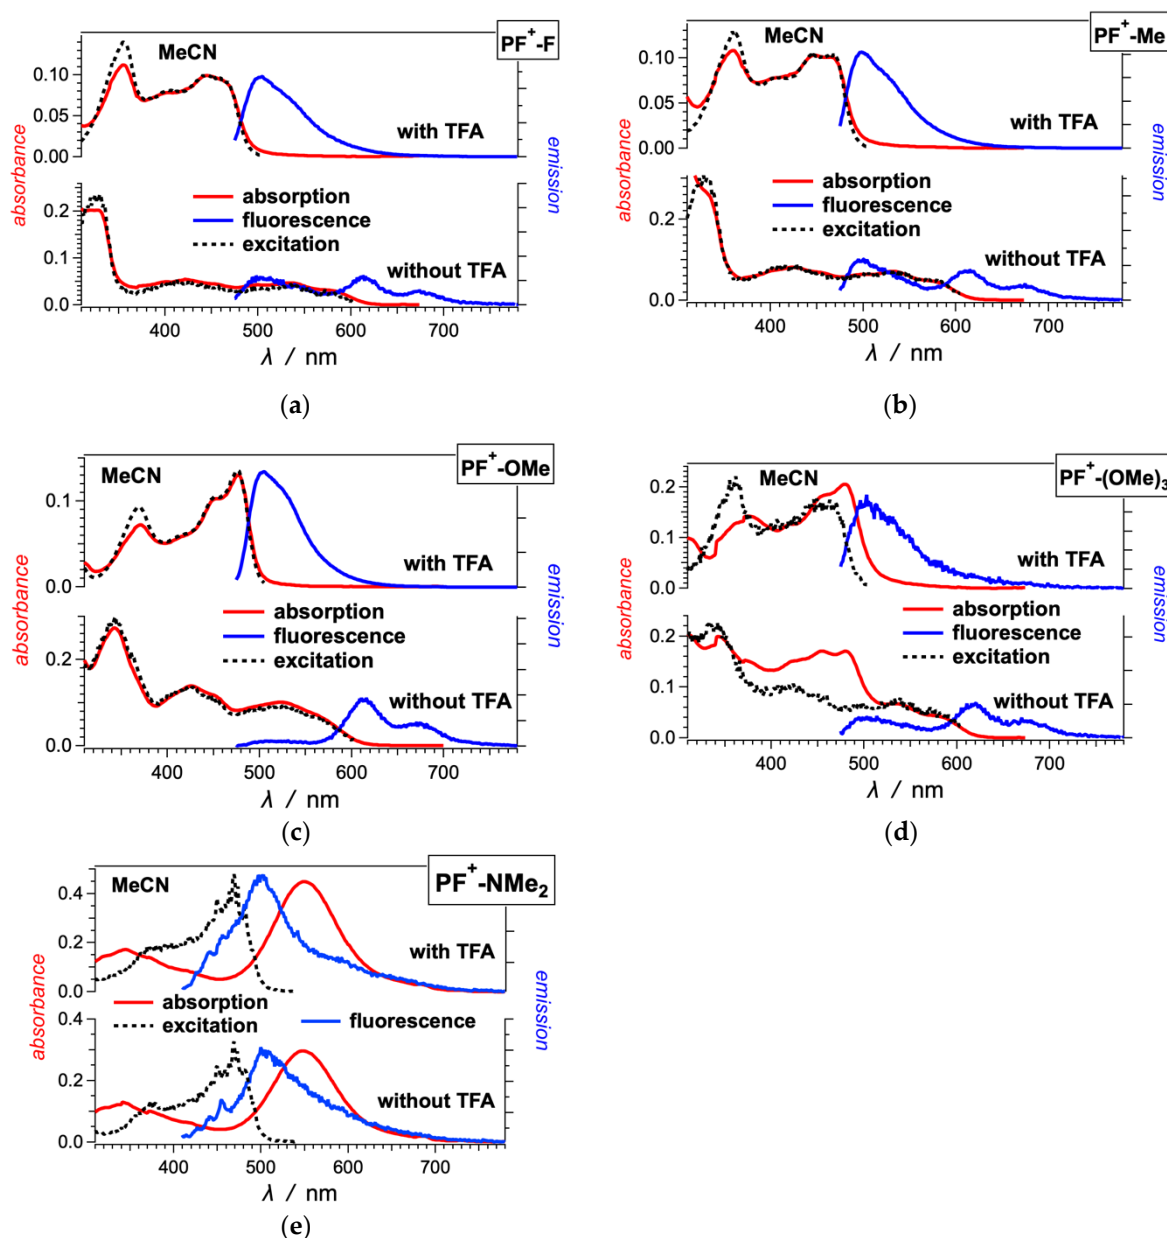 PF⁺-F
MeCN
0.10
0.05
0.00
with TFA
absorbance
emission
absorption
fluorescence
excitation
0.2
0.1
0.0
without TFA
400 500 600 700
λ / nm
(a)
PF⁺-Me
MeCN
0.10
0.05
0.00
with TFA
absorbance
emission
absorption
fluorescence
excitation
0.2
0.0
without TFA
400 500 600 700
λ / nm
(b)
PF⁺-OMe
MeCN
0.1
0.0
with TFA
absorbance
emission
absorption
fluorescence
excitation
0.2
0.0
without TFA
400 500 600 700
λ / nm
(c)
PF⁺-(OMe)₃
MeCN
0.2
0.1
0.0
with TFA
absorbance
emission
absorption
fluorescence
excitation
0.2
0.1
0.0
without TFA
400 500 600 700
λ / nm
(d)
PF⁺-NMe₂
MeCN
0.4
0.2
0.0
with TFA
absorbance
emission
absorption
excitation fluorescence
0.4
0.2
0.0
without TFA
400 500 600 700
λ / nm
(e)